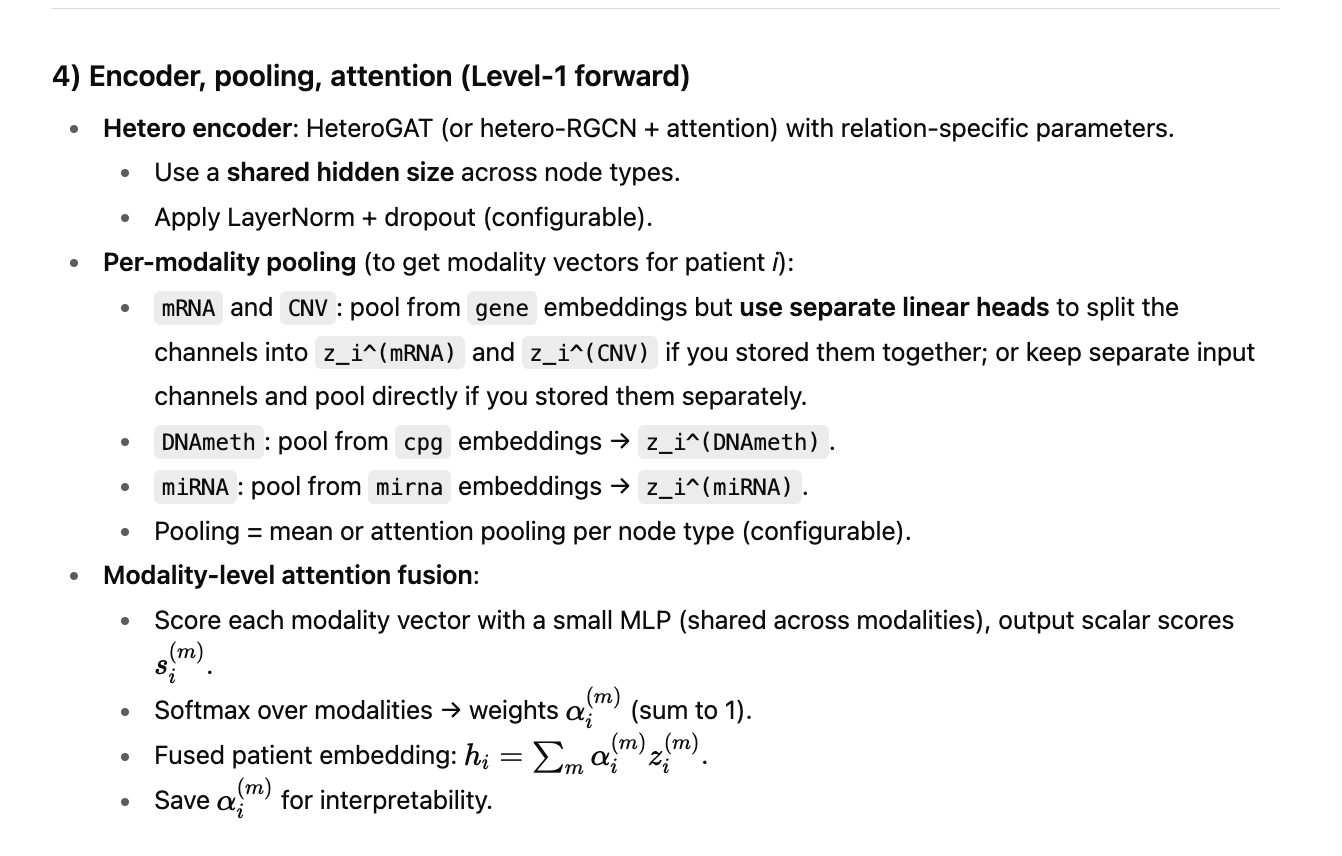 4) Encoder, pooling, attention (Level-1 forward)
• Hetero encoder: HeteroGAT (or hetero-RGCN + attention) with relation-specific parameters.
• Use a shared hidden size across node types.
• Apply LayerNorm + dropout (configurable).
• Per-modality pooling (to get modality vectors for patient i):
• mRNA and CNV: pool from gene embeddings but use separate linear heads to split the
channels into z_i^(mRNA) and z_i^(CNV) if you stored them together; or keep separate input
channels and pool directly if you stored them separately.
• DNAmeth: pool from cpg embeddings → z_i^(DNAmeth).
• miRNA: pool from mirna embeddings → z_i^(miRNA).
• Pooling = mean or attention pooling per node type (configurable).
• Modality-level attention fusion:
• Score each modality vector with a small MLP (shared across modalities), output scalar scores
s_i^(m).
• Softmax over modalities → weights α_i^(m) (sum to 1).
• Fused patient embedding: h_i = ∑_m α_i^(m) z_i^(m).
• Save α_i^(m) for interpretability.